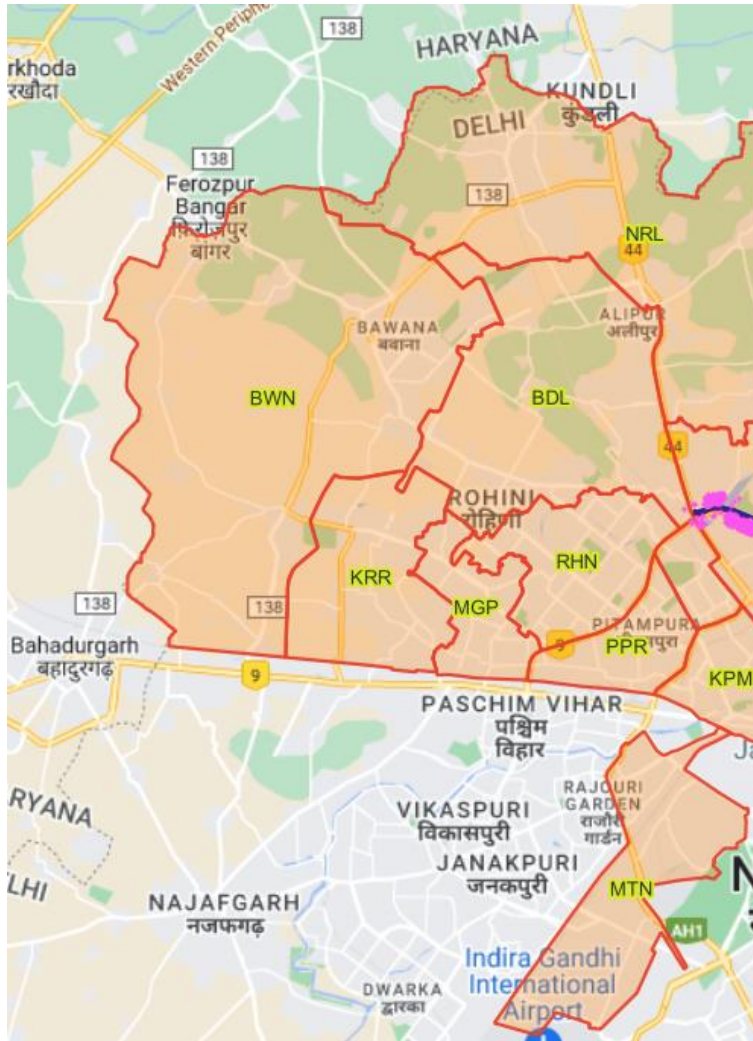 138
HARYANA
Western Periphe
rkhoda
रखौदा
KUNDLI
कुंडली
DELHI
138
138
Ferozpur
Bangar
फ़िरोज़पुर
बांगर
NRL
44
ALIPUR
अलीपुर
BAWANA
बवाना
BWN
BDL
44
ROHINI
रोहिणी
RHN
KRR
MGP
138
138
PITAMPURA
9
PPR
Bahadurgarh
बहादुरगढ़
9
KPM
PASCHIM VIHAR
पश्चिम
विहार
Ja
RAJOURI
GARDEN
राजौरी
गार्डन
ARYANA
VIKASPURI
विकासपुरी
JANAKPURI
जनकपुरी
N
LHI
MTN
NAJAFGARH
नजफगढ़
AH1
Indira Gandhi
International
Airport
DWARKA
द्वारका